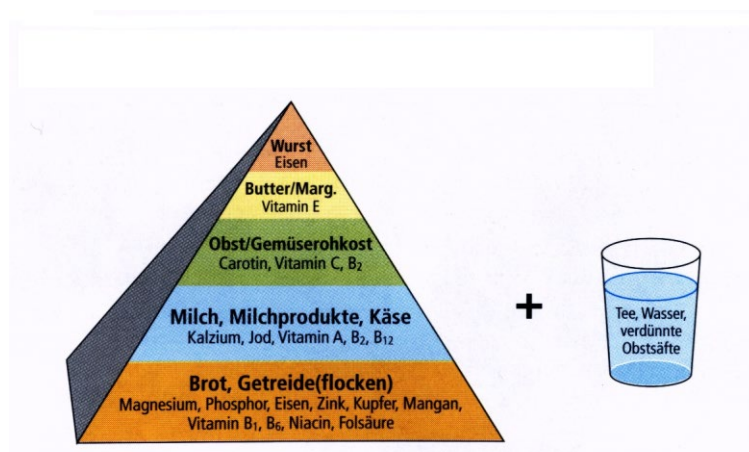 Wurst
Eisen
Butter/Marg.
Vitamin E
Obst/Gemüserohkost
Carotin, Vitamin C, B₂
Milch, Milchprodukte, Käse
Kalzium, Jod, Vitamin A, B₂, B₁₂
Brot, Getreide(flocken)
Magnesium, Phosphor, Eisen, Zink, Kupfer, Mangan,
Vitamin B₁, B₆, Niacin, Folsäure
+
Tee, Wasser,
verdünnte
Obstsäfte